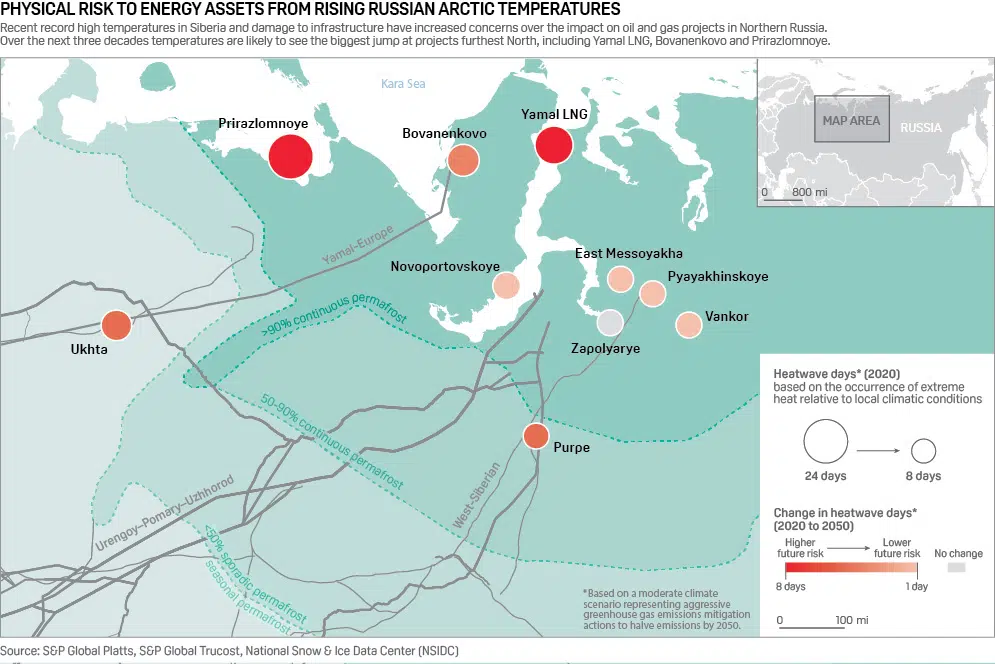 PHYSICAL RISK TO ENERGY ASSETS FROM RISING RUSSIAN ARCTIC TEMPERATURES
Recent record high temperatures in Siberia and damage to infrastructure have increased concerns over the impact on oil and gas projects in Northern Russia.
Over the next three decades temperatures are likely to see the biggest jump at projects furthest North, including Yamal LNG, Bovanenkovo and Prirazlomnoye.
Kara Sea
Prirazlomnoye
Bovanenkovo
Yamal LNG
MAP AREA
RUSSIA
0 800 mi
Yamal–Europe
Novoportovskoye
East Messoyakha
Pyayakhinskoye
Vankor
Zapolyarye
Ukhta
>90% continuous permafrost
50-90% continuous permafrost
Purpe
West-Siberian
Urengoy–Pomary–Uzhhorod
<50% sporadic permafrost
seasonal permafrost
Heatwave days* (2020)
based on the occurrence of extreme
heat relative to local climatic conditions
24 days
8 days
Change in heatwave days*
(2020 to 2050)
Higher
future risk
Lower
future risk
No change
8 days
1 day
0 100 mi
*Based on a moderate climate
scenario representing aggressive
greenhouse gas emissions mitigation
actions to halve emissions by 2050.
Source: S&P Global Platts, S&P Global Trucost, National Snow & Ice Data Center (NSIDC)